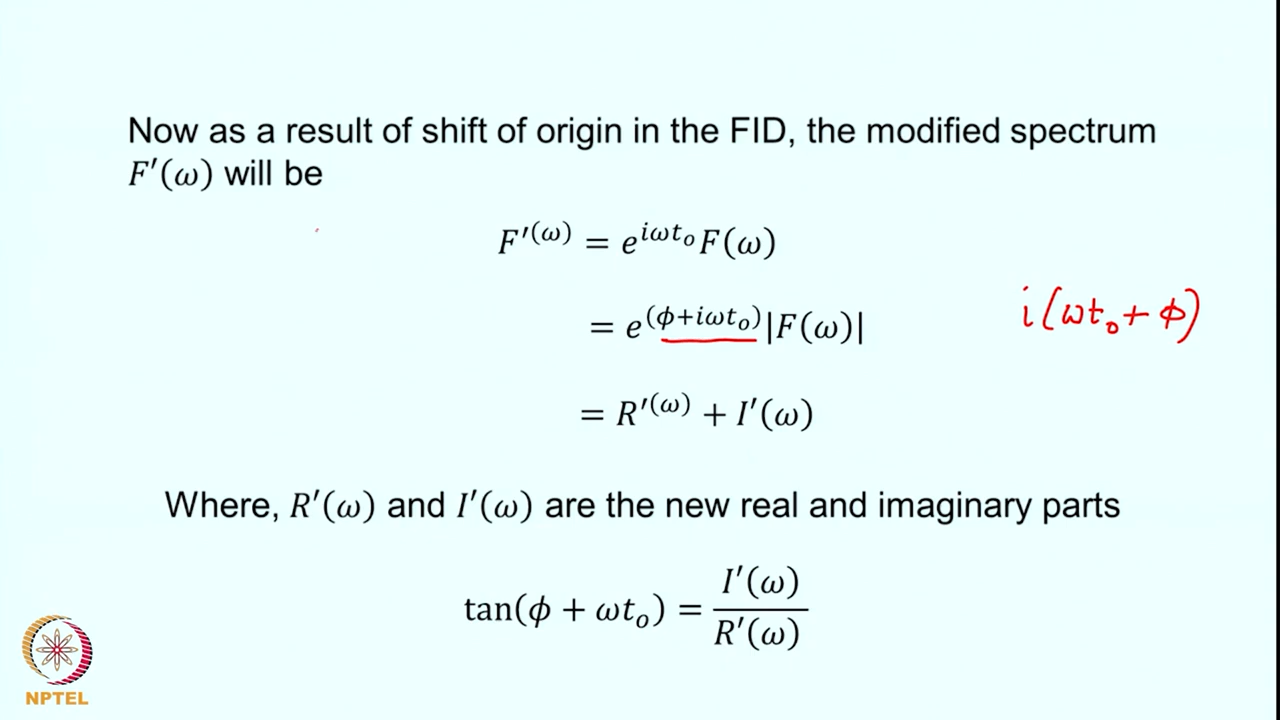 Now as a result of shift of origin in the FID, the modified spectrum
F′(ω) will be
F′^(ω) = e^{iωt_o} F(ω)
= e^{(ϕ+iωt_o)} |F(ω)|
i(ωt_o + ϕ)
= R′^(ω) + I′(ω)
Where, R′(ω) and I′(ω) are the new real and imaginary parts
tan(ϕ + ωt_o) = I′(ω) / R′(ω)
NPTEL